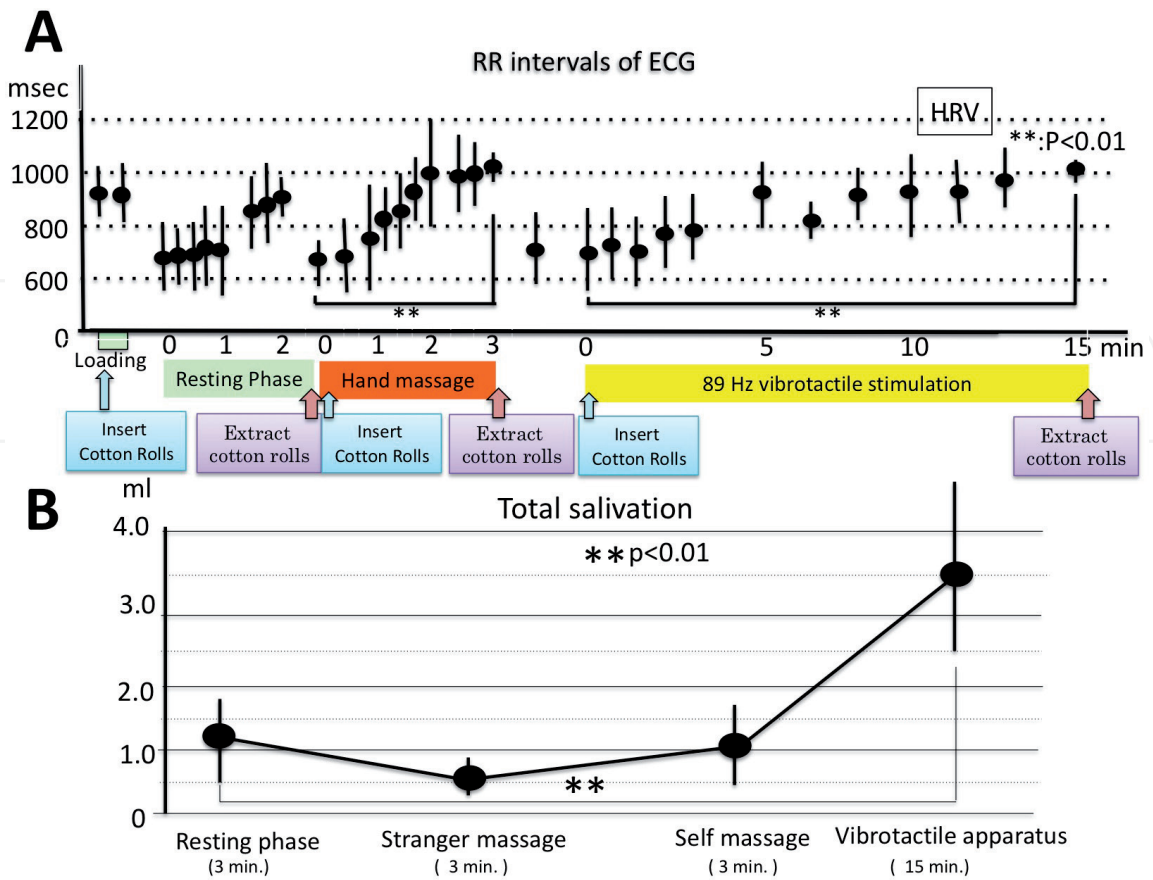 A
RR intervals of ECG
msec
HRV
**:P<0.01
1200
1000
800
600
0
** **
0 1 2 0 1 2 3 0 5 10 15 min
Loading
Resting Phase Hand massage 89 Hz vibrotactile stimulation
Insert
Cotton Rolls
Extract
cotton rolls
Insert
Cotton Rolls
Extract
cotton rolls
Insert
Cotton Rolls
Extract
cotton rolls
B
ml
Total salivation
** p<0.01
4.0
3.0
2.0
1.0
0
**
Resting phase Stranger massage Self massage Vibrotactile apparatus
(3 min.) ( 3 min.) ( 3 min.) ( 15 min.)